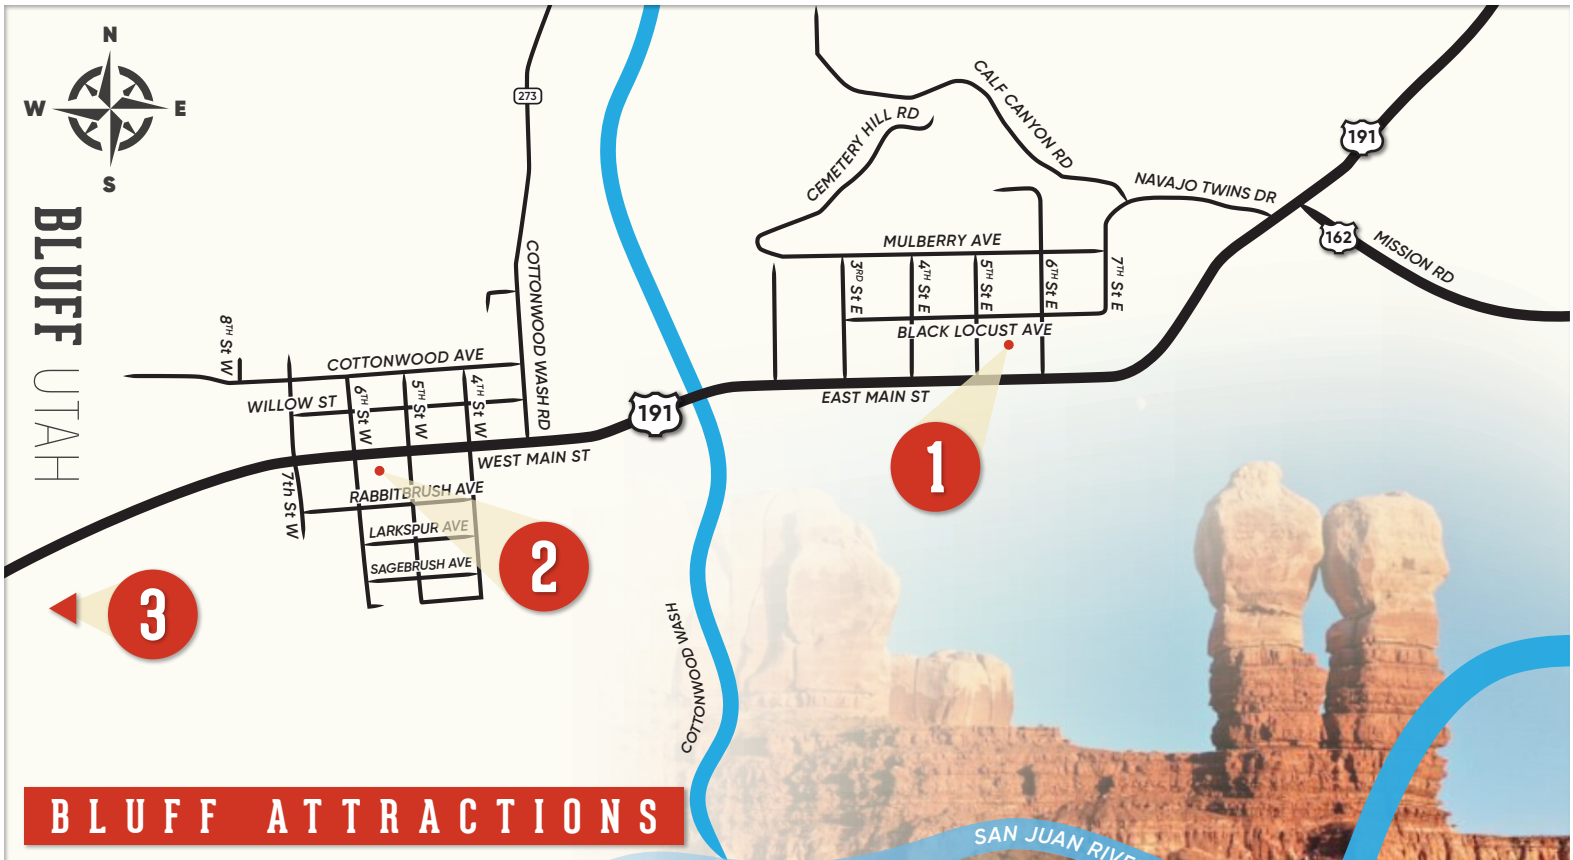 N
W
E
S
BLUFF UTAH
273
COTTONWOOD WASH RD
8TH St W
COTTONWOOD AVE
WILLOW ST
6TH St W
5TH St W
4TH St W
7th St W
WEST MAIN ST
RABBITBRUSH AVE
LARKSPUR AVE
SAGEBRUSH AVE
191
CEMETERY HILL RD
CALF CANYON RD
NAVAJO TWINS DR
191
162
MISSION RD
MULBERRY AVE
3RD St E
4TH St E
5TH St E
6TH St E
7TH St E
BLACK LOCUST AVE
EAST MAIN ST
1
2
3
COTTONWOOD WASH
BLUFF ATTRACTIONS
SAN JUAN RIVE